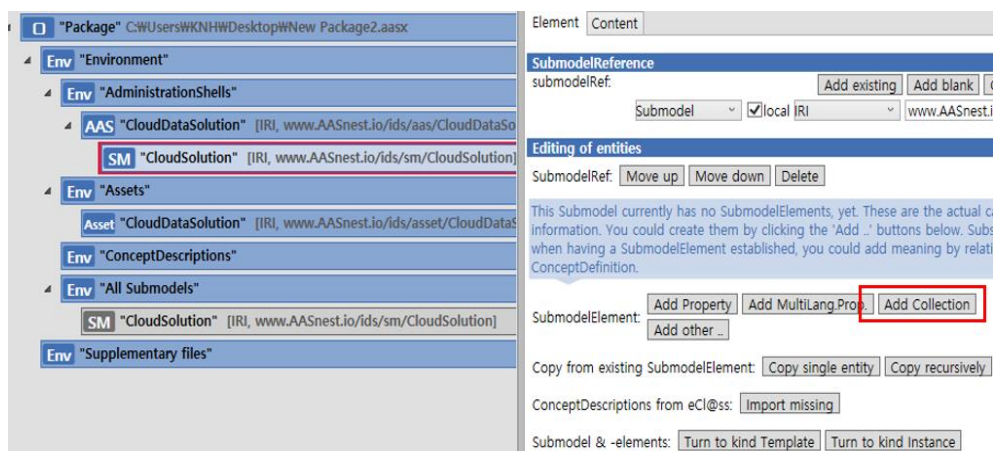 "Package" C:₩Users₩KNH₩Desktop₩New Package2.aasx
Env "Environment"
Env "AdministrationShells"
AAS "CloudDataSolution" [IRI, www.AASnest.io/ids/aas/CloudDataSo
SM "CloudSolution" [IRI, www.AASnest.io/ids/sm/CloudSolution]
Env "Assets"
Asset "CloudDataSolution" [IRI, www.AASnest.io/ids/asset/CloudDataS
Env "ConceptDescriptions"
Env "All Submodels"
SM "CloudSolution" [IRI, www.AASnest.io/ids/sm/CloudSolution]
Env "Supplementary files"
Element Content
SubmodelReference
submodelRef: Add existing Add blank
Submodel local IRI www.AASnest.i
Editing of entities
SubmodelRef: Move up Move down Delete
This Submodel currently has no SubmodelElements, yet. These are the actual ca
information. You could create them by clicking the 'Add ..' buttons below. Subs
when having a SubmodelElement established, you could add meaning by relati
ConceptDefinition.
SubmodelElement: Add Property Add MultiLang.Prop. Add Collection
Add other ..
Copy from existing SubmodelElement: Copy single entity Copy recursively
ConceptDescriptions from eCl@ss: Import missing
Submodel & -elements: Turn to kind Template Turn to kind Instance